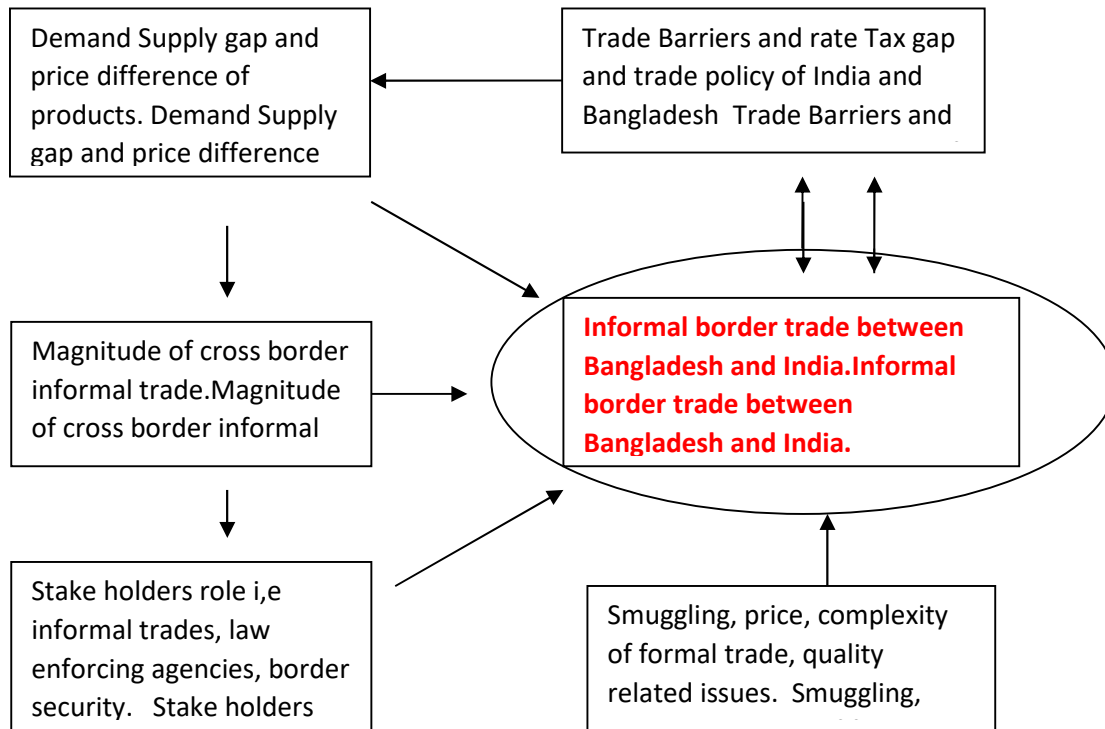 Demand Supply gap and
price difference of
products. Demand Supply
gap and price difference
Trade Barriers and rate Tax gap
and trade policy of India and
Bangladesh  Trade Barriers and
Magnitude of cross border
informal trade.Magnitude
of cross border informal
Informal border trade between
Bangladesh and India.Informal
border trade between
Bangladesh and India.
Stake holders role i,e
informal trades, law
enforcing agencies, border
security.   Stake holders
Smuggling, price, complexity
of formal trade, quality
related issues.  Smuggling,